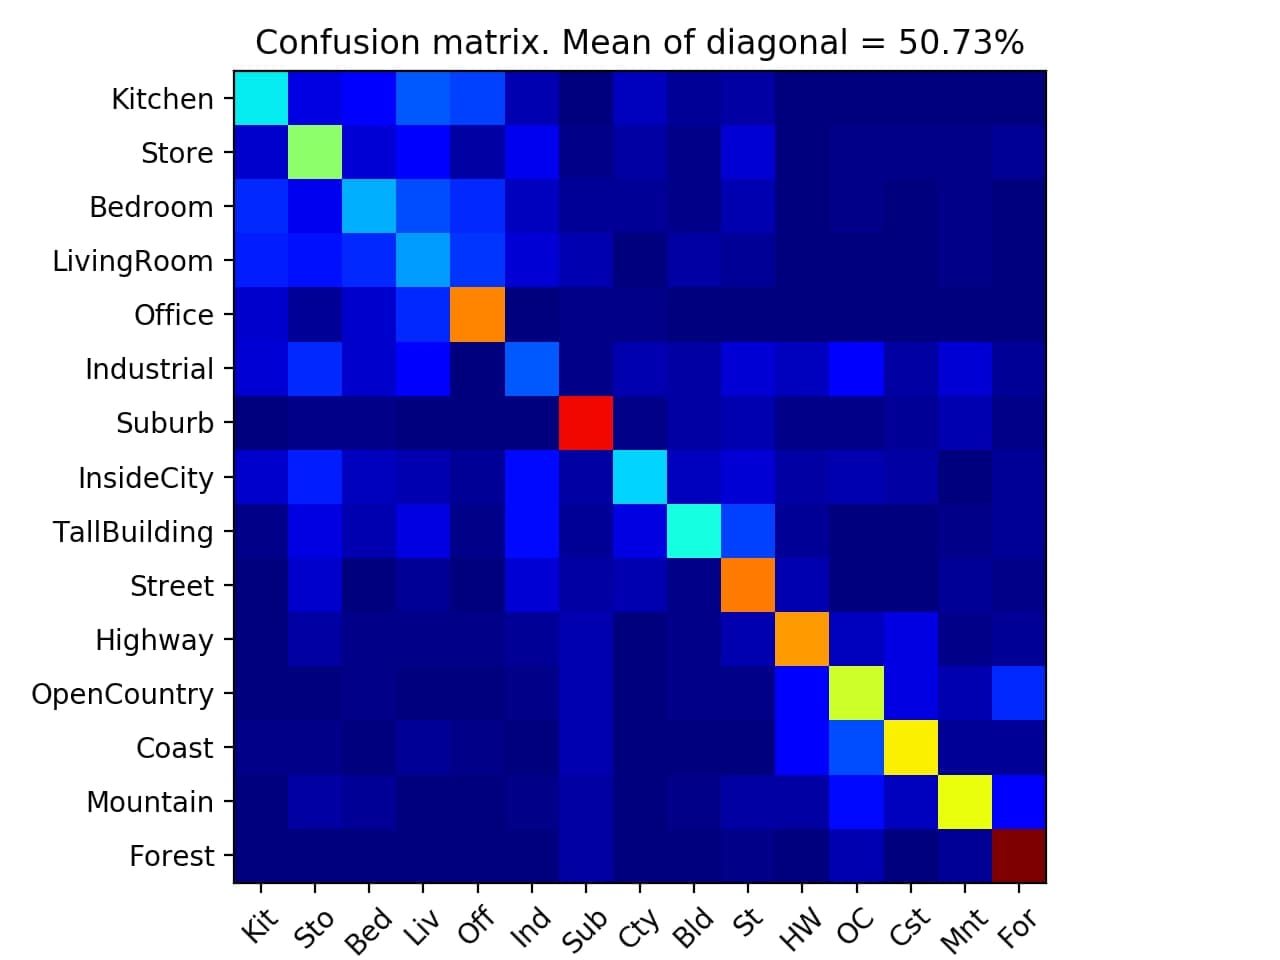 Confusion matrix. Mean of diagonal = 50.73%
Kitchen
Store
Bedroom
LivingRoom
Office
Industrial
Suburb
InsideCity
TallBuilding
Street
Highway
OpenCountry
Coast
Mountain
Forest
Kit Sto Bed Liv Off Ind Sub Cty Bld St HW OC Cst Mnt For